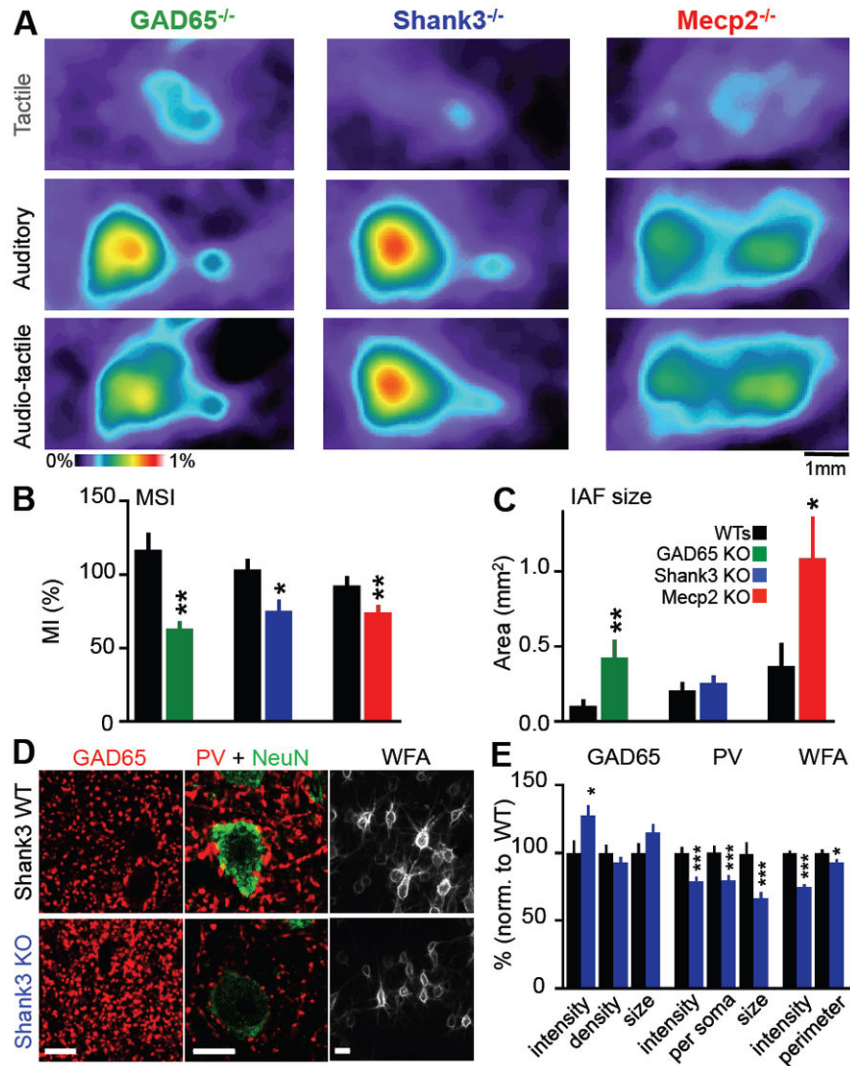 A
GAD65-/-
Shank3-/-
Mecp2-/-
Tactile
Auditory
Audio-tactile
0%
1%
1mm
B
MSI
MI (%)
150
100
50
0
**
*
**
C
IAF size
Area (mm²)
1.0
0.5
0.0
**
*
WTs
GAD65 KO
Shank3 KO
Mecp2 KO
D
GAD65
PV + NeuN
WFA
Shank3 WT
Shank3 KO
E
GAD65
PV
WFA
% (norm. to WT)
150
100
50
0
*
***
***
***
***
*
intensity
density
size
intensity
per soma
size
intensity
perimeter